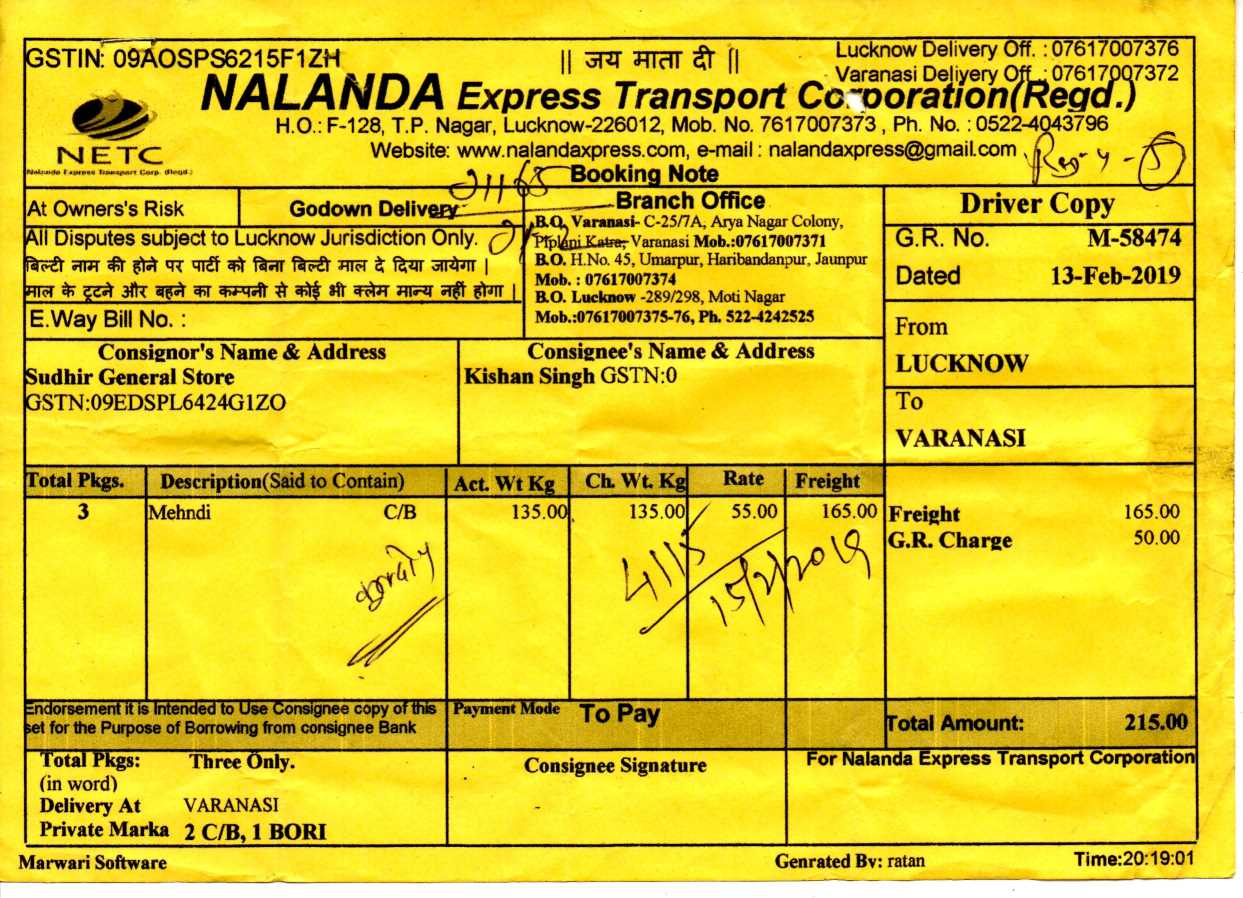 GSTIN: 09AOSPS6215F1ZH
|| जय माता दी ||
Lucknow Delivery Off. : 07617007376
Varanasi Delivery Off. : 07617007372
NALANDA Express Transport Corporation(Regd.)
H.O.: F-128, T.P. Nagar, Lucknow-226012, Mob. No. 7617007373 , Ph. No. : 0522-4043796
Website: www.nalandaxpress.com, e-mail : nalandaxpress@gmail.com
NETC
Nalanda Express Transport Corp. (Regd.)
Booking Note
At Owners's Risk
Godown Delivery
All Disputes subject to Lucknow Jurisdiction Only.
बिल्टी नाम की होने पर पार्टी को बिना बिल्टी माल दे दिया जायेगा |
माल के टूटने और बहने का कम्पनी से कोई भी क्लेम मान्य नहीं होगा |
E.Way Bill No. :
Branch Office
B.O. Varanasi- C-25/7A, Arya Nagar Colony,
Piplani Katra, Varanasi Mob.:07617007371
B.O. H.No. 45, Umarpur, Haribandanpur, Jaunpur
Mob. : 07617007374
B.O. Lucknow -289/298, Moti Nagar
Mob.:07617007375-76, Ph. 522-4242525
Driver Copy
G.R. No. M-58474
Dated 13-Feb-2019
From
LUCKNOW
To
VARANASI
Consignor's Name & Address
Sudhir General Store
GSTN:09EDSPL6424G1ZO
Consignee's Name & Address
Kishan Singh GSTN:0
Total Pkgs. Description(Said to Contain) Act. Wt Kg Ch. Wt. Kg Rate Freight
3 Mehndi C/B 135.00 135.00 55.00 165.00
4115
15/2/2019
Freight 165.00
G.R. Charge 50.00
Endorsement it is Intended to Use Consignee copy of this
set for the Purpose of Borrowing from consignee Bank
Payment Mode To Pay
Total Amount: 215.00
Total Pkgs: Three Only.
(in word)
Delivery At VARANASI
Private Marka 2 C/B, 1 BORI
Consignee Signature
For Nalanda Express Transport Corporation
Marwari Software
Genrated By: ratan
Time:20:19:01